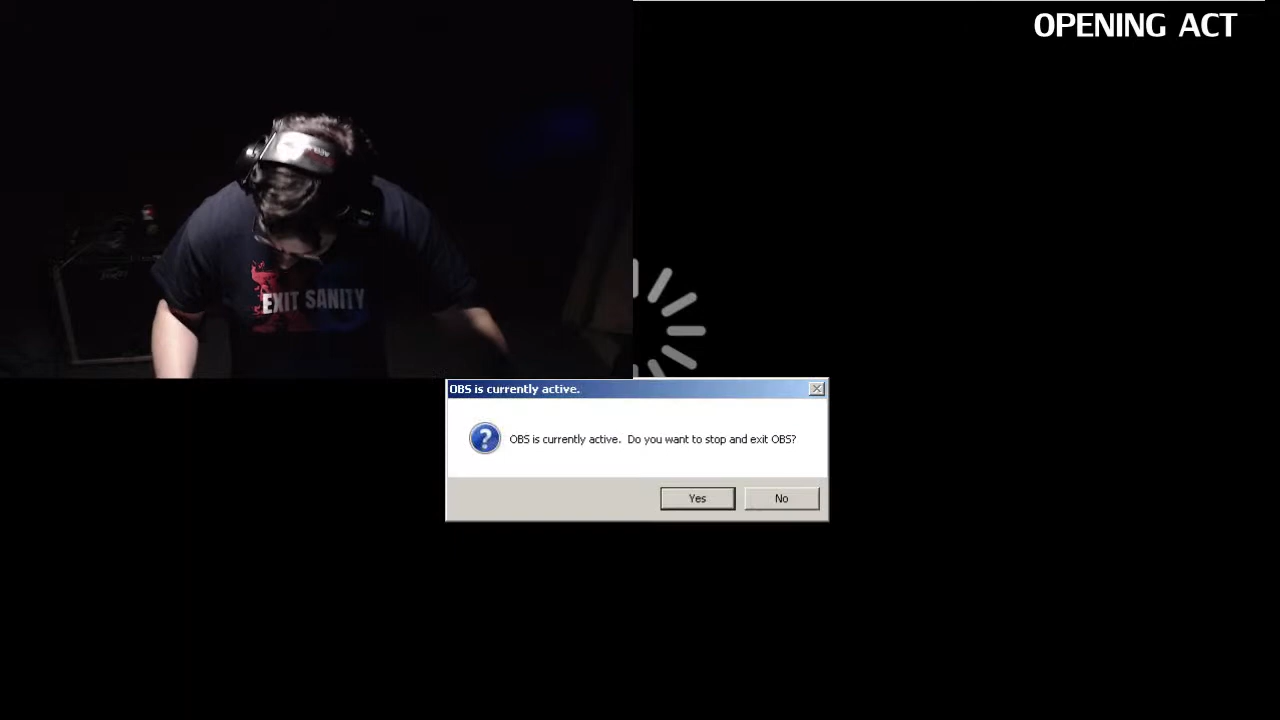 OPENING ACT
EXIT SANITY
OBS is currently active.
OBS is currently active. Do you want to stop and exit OBS?
Yes
No